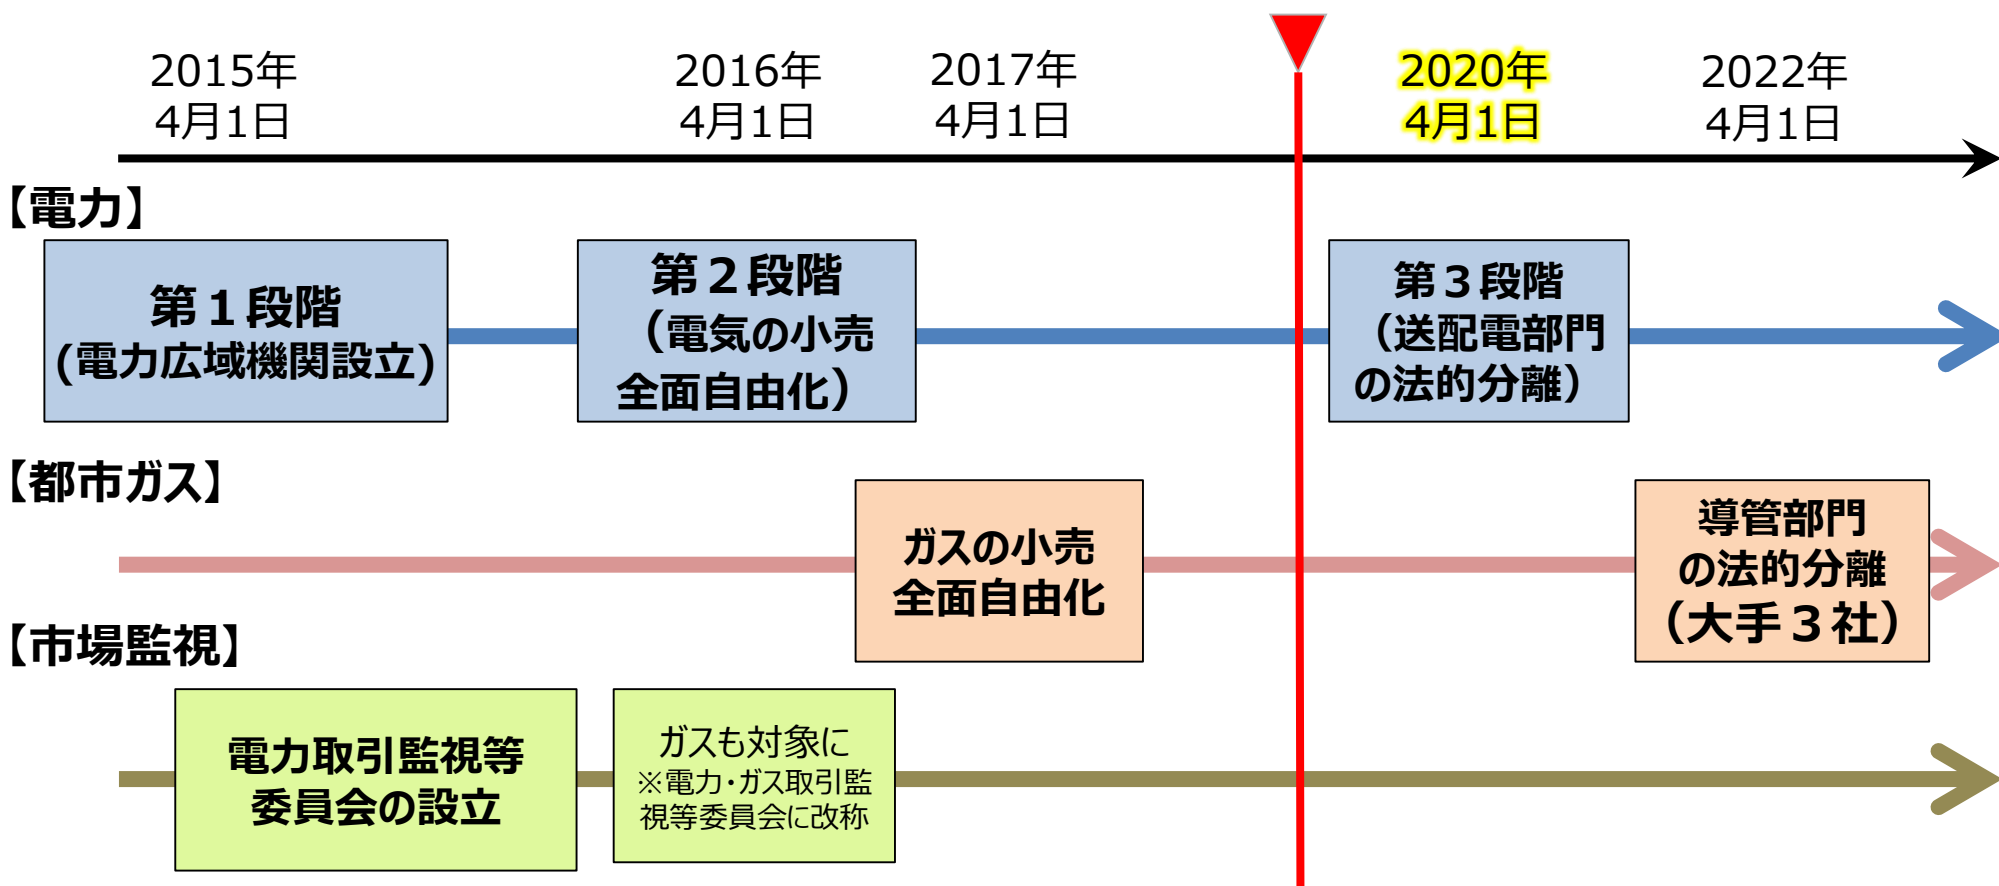 2015年
4月1日
2016年
4月1日
2017年
4月1日
2020年
4月1日
2022年
4月1日
【電力】
第１段階
(電力広域機関設立)
第２段階
（電気の小売
全面自由化）
第３段階
（送配電部門
の法的分離）
【都市ガス】
ガスの小売
全面自由化
導管部門
の法的分離
（大手３社）
【市場監視】
電力取引監視等
委員会の設立
ガスも対象に
※電力・ガス取引監
視等委員会に改称